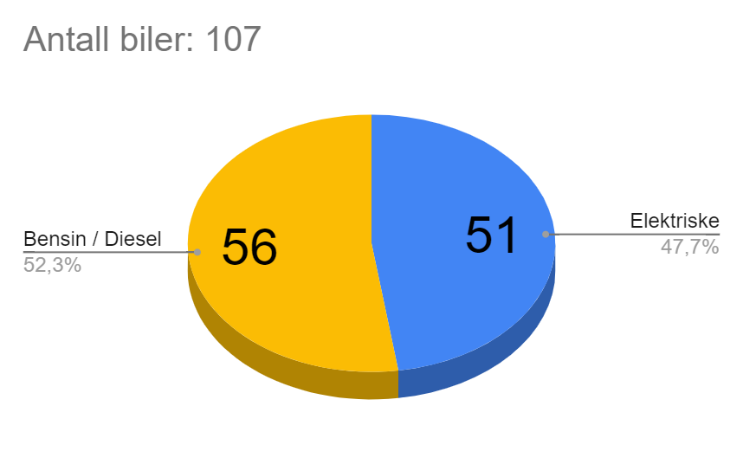 Antall biler: 107
Bensin / Diesel
52,3%
56
51
Elektriske
47,7%